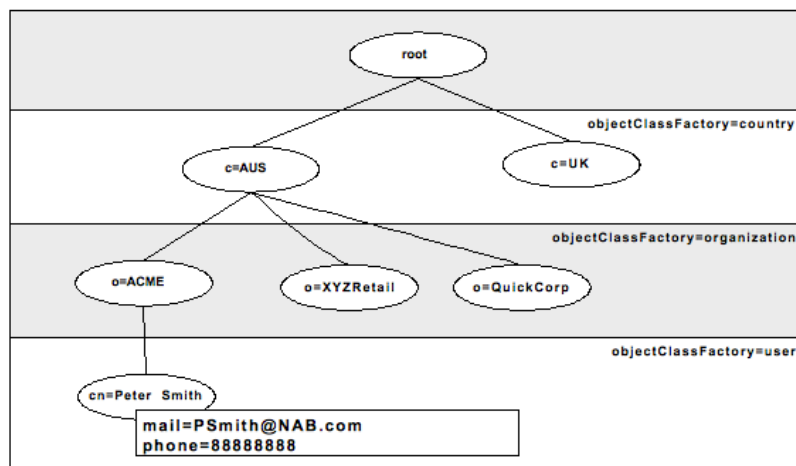 root
objectClassFactory=country
c=AUS
c=UK
objectClassFactory=organization
o=ACME
o=XYZRetail
o=QuickCorp
objectClassFactory=user
cn=Peter Smith
mail=PSmith@NAB.com
phone=88888888